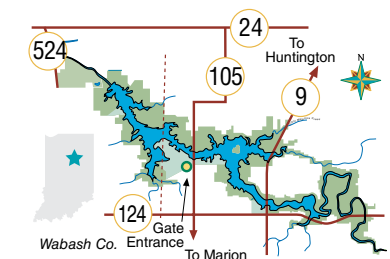 24
524
To
Huntington
N
105
9
124
Gate
Entrance
Wabash Co.
To Marion